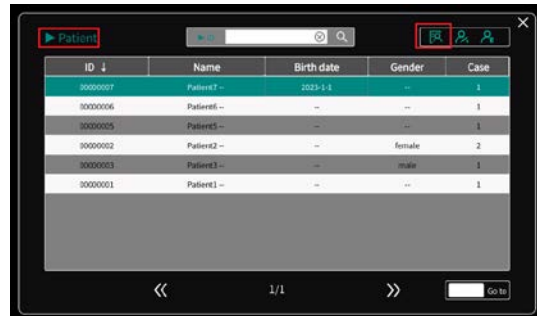 ▶ Patient ▶ ID
ID ↓ Name Birth date Gender Case
00000007 Patient7 -- 2023-1-1 -- 1
00000006 Patient6 -- -- -- 1
00000005 Patient5 -- -- -- 1
00000002 Patient2 -- -- female 2
00000003 Patient3 -- -- male 1
00000001 Patient1 -- -- -- 1
1/1 Go to